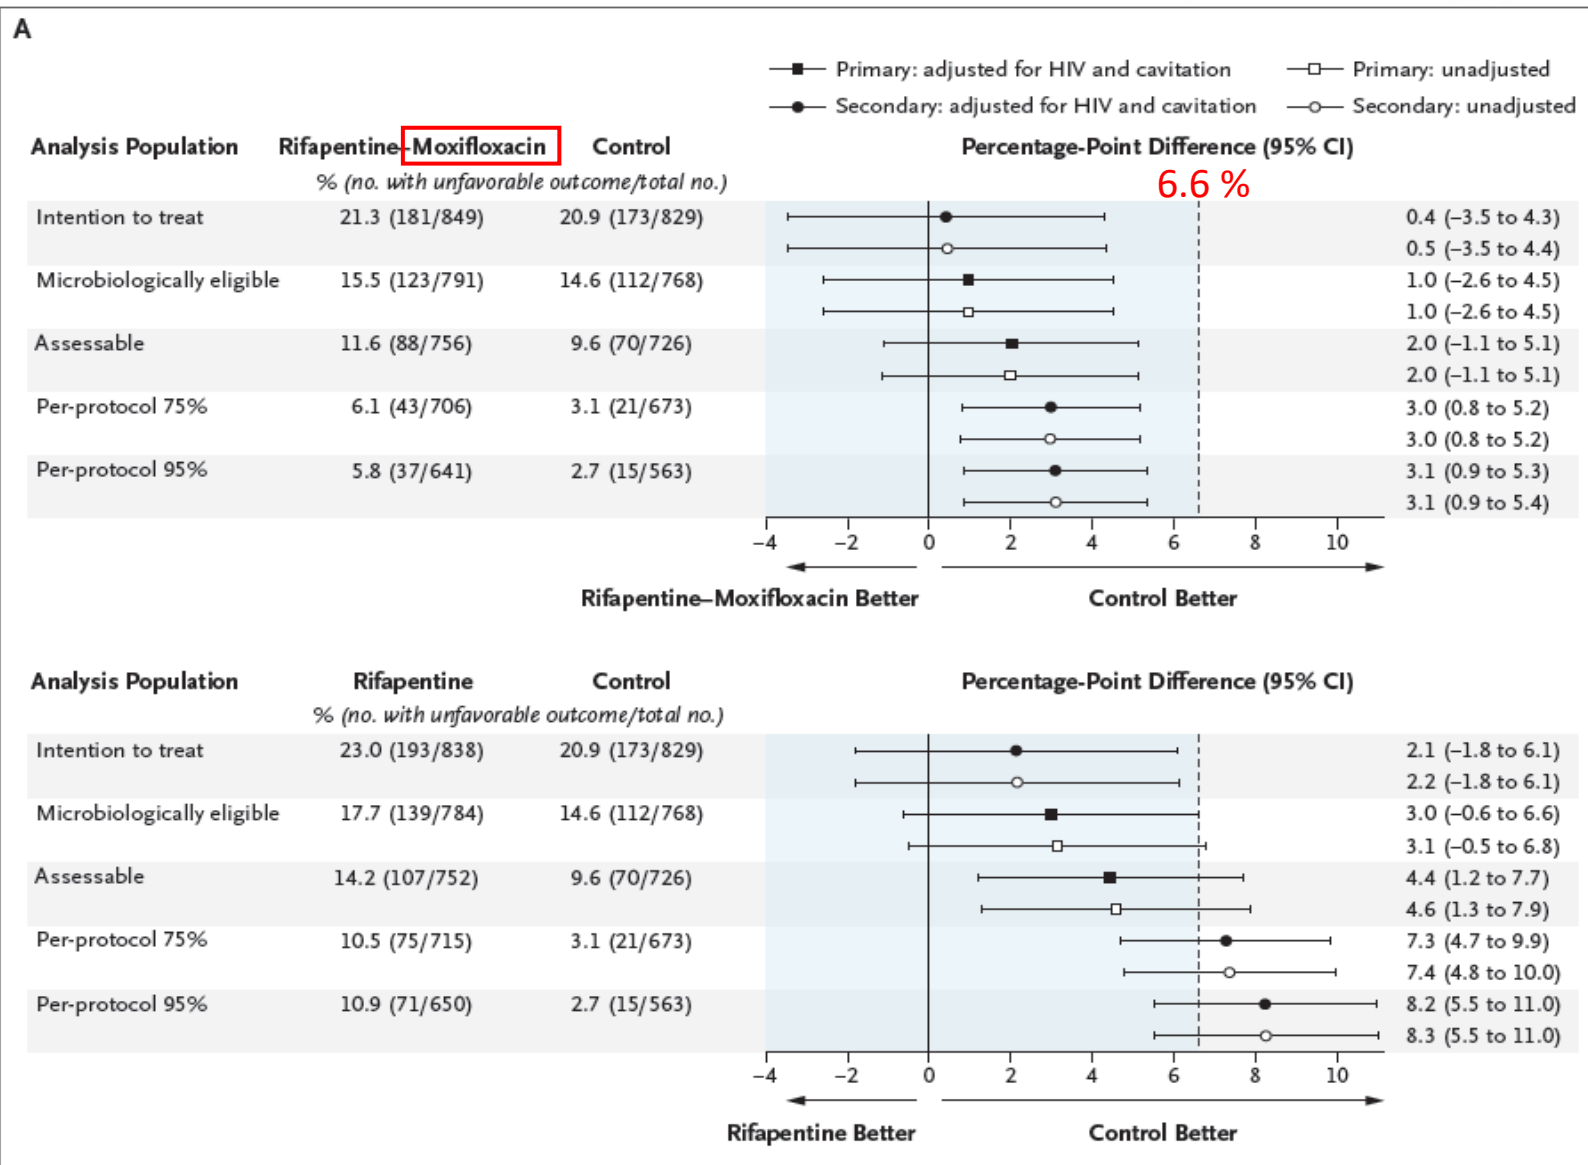 A
Primary: adjusted for HIV and cavitation Primary: unadjusted
Secondary: adjusted for HIV and cavitation Secondary: unadjusted
Analysis Population Rifapentine–Moxifloxacin Control Percentage-Point Difference (95% CI)
% (no. with unfavorable outcome/total no.) 6.6 %
Intention to treat 21.3 (181/849) 20.9 (173/829) 0.4 (–3.5 to 4.3)
0.5 (–3.5 to 4.4)
Microbiologically eligible 15.5 (123/791) 14.6 (112/768) 1.0 (–2.6 to 4.5)
1.0 (–2.6 to 4.5)
Assessable 11.6 (88/756) 9.6 (70/726) 2.0 (–1.1 to 5.1)
2.0 (–1.1 to 5.1)
Per-protocol 75% 6.1 (43/706) 3.1 (21/673) 3.0 (0.8 to 5.2)
3.0 (0.8 to 5.2)
Per-protocol 95% 5.8 (37/641) 2.7 (15/563) 3.1 (0.9 to 5.3)
3.1 (0.9 to 5.4)
–4 –2 0 2 4 6 8 10
Rifapentine–Moxifloxacin Better Control Better
Analysis Population Rifapentine Control Percentage-Point Difference (95% CI)
% (no. with unfavorable outcome/total no.)
Intention to treat 23.0 (193/838) 20.9 (173/829) 2.1 (–1.8 to 6.1)
2.2 (–1.8 to 6.1)
Microbiologically eligible 17.7 (139/784) 14.6 (112/768) 3.0 (–0.6 to 6.6)
3.1 (–0.5 to 6.8)
Assessable 14.2 (107/752) 9.6 (70/726) 4.4 (1.2 to 7.7)
4.6 (1.3 to 7.9)
Per-protocol 75% 10.5 (75/715) 3.1 (21/673) 7.3 (4.7 to 9.9)
7.4 (4.8 to 10.0)
Per-protocol 95% 10.9 (71/650) 2.7 (15/563) 8.2 (5.5 to 11.0)
8.3 (5.5 to 11.0)
–4 –2 0 2 4 6 8 10
Rifapentine Better Control Better